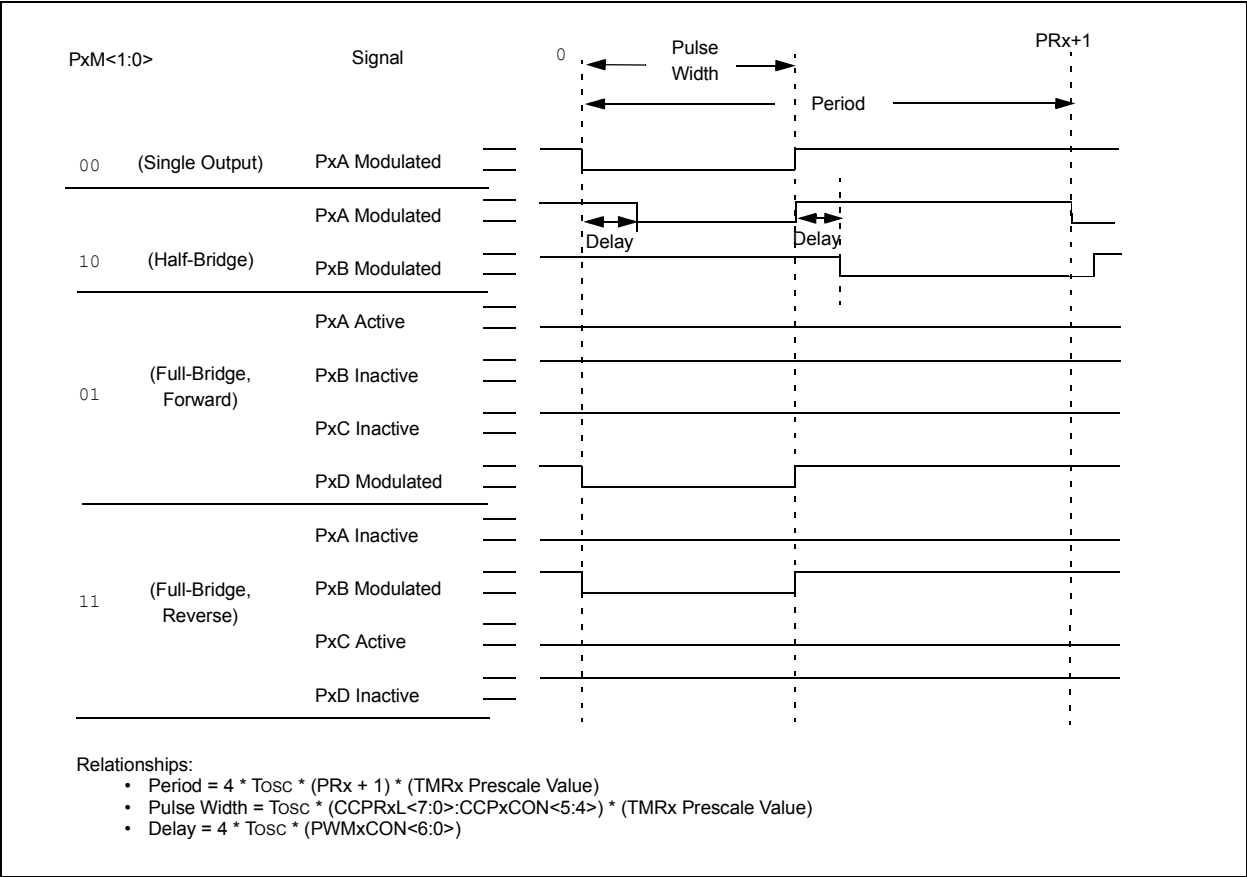 PxM<1:0>
Signal
0
Pulse
Width
PRx+1
Period
00
(Single Output)
PxA Modulated
10
(Half-Bridge)
PxA Modulated
Delay
Delay
PxB Modulated
01
(Full-Bridge,
Forward)
PxA Active
PxB Inactive
PxC Inactive
PxD Modulated
11
(Full-Bridge,
Reverse)
PxA Inactive
PxB Modulated
PxC Active
PxD Inactive
Relationships:
• Period = 4 * TOSC * (PRx + 1) * (TMRx Prescale Value)
• Pulse Width = TOSC * (CCPRxL<7:0>:CCPxCON<5:4>) * (TMRx Prescale Value)
• Delay = 4 * TOSC * (PWMxCON<6:0>)